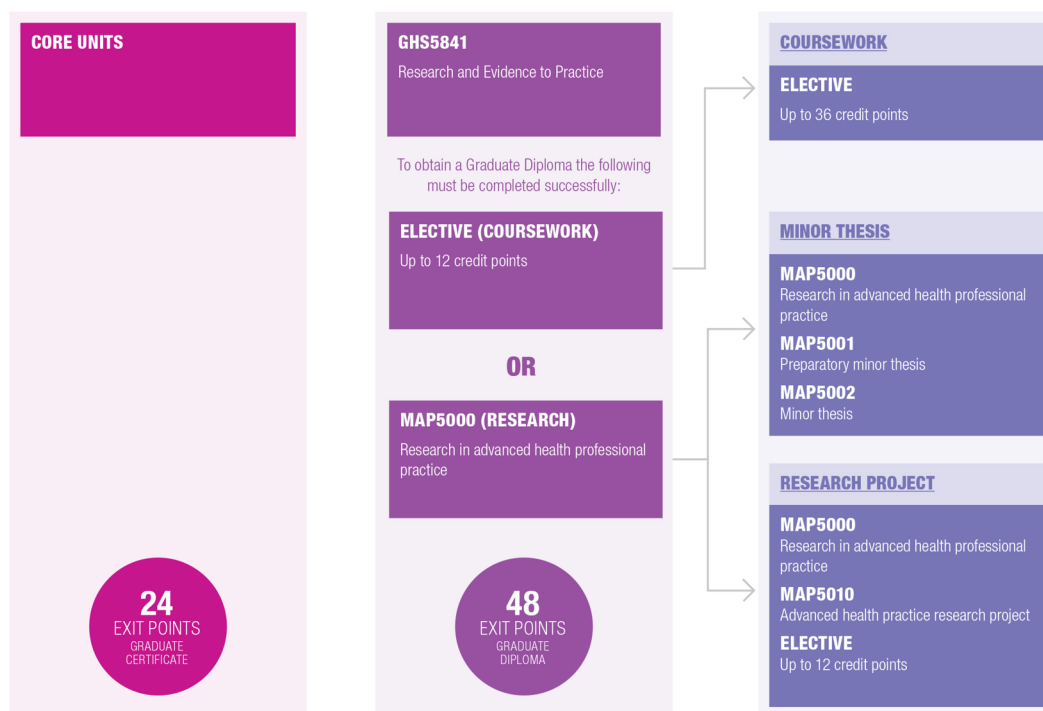 CORE UNITS
24
EXIT POINTS
GRADUATE
CERTIFICATE
GHS5841
Research and Evidence to Practice
To obtain a Graduate Diploma the following
must be completed successfully:
ELECTIVE (COURSEWORK)
Up to 12 credit points
OR
MAP5000 (RESEARCH)
Research in advanced health professional
practice
48
EXIT POINTS
GRADUATE
DIPLOMA
COURSEWORK
ELECTIVE
Up to 36 credit points
MINOR THESIS
MAP5000
Research in advanced health professional
practice
MAP5001
Preparatory minor thesis
MAP5002
Minor thesis
RESEARCH PROJECT
MAP5000
Research in advanced health professional
practice
MAP5010
Advanced health practice research project
ELECTIVE
Up to 12 credit points